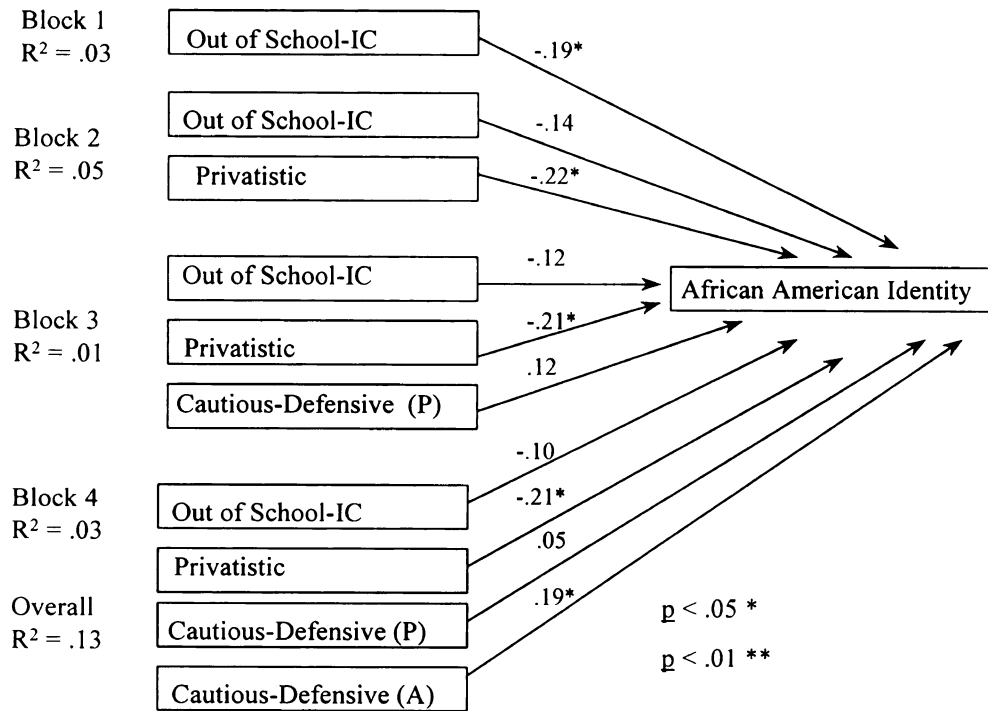 Block 1
R² = .03
Out of School-IC
-.19*
Block 2
R² = .05
Out of School-IC
-.14
Privatistic
-.22*
Block 3
R² = .01
Out of School-IC
-.12
Privatistic
-.21*
Cautious-Defensive (P)
.12
African American Identity
Block 4
R² = .03
Out of School-IC
-.10
Privatistic
-.21*
Overall
R² = .13
Cautious-Defensive (P)
.05
Cautious-Defensive (A)
.19*
p < .05 *
p < .01 **